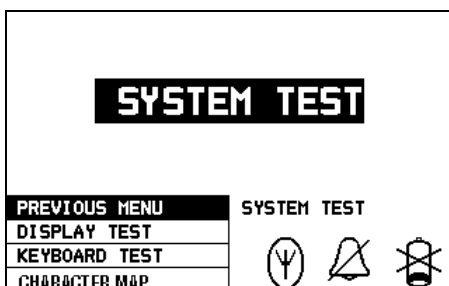 SYSTEM TEST
PREVIOUS MENU
SYSTEM TEST
DISPLAY TEST
KEYBOARD TEST
CHARACTER MAP